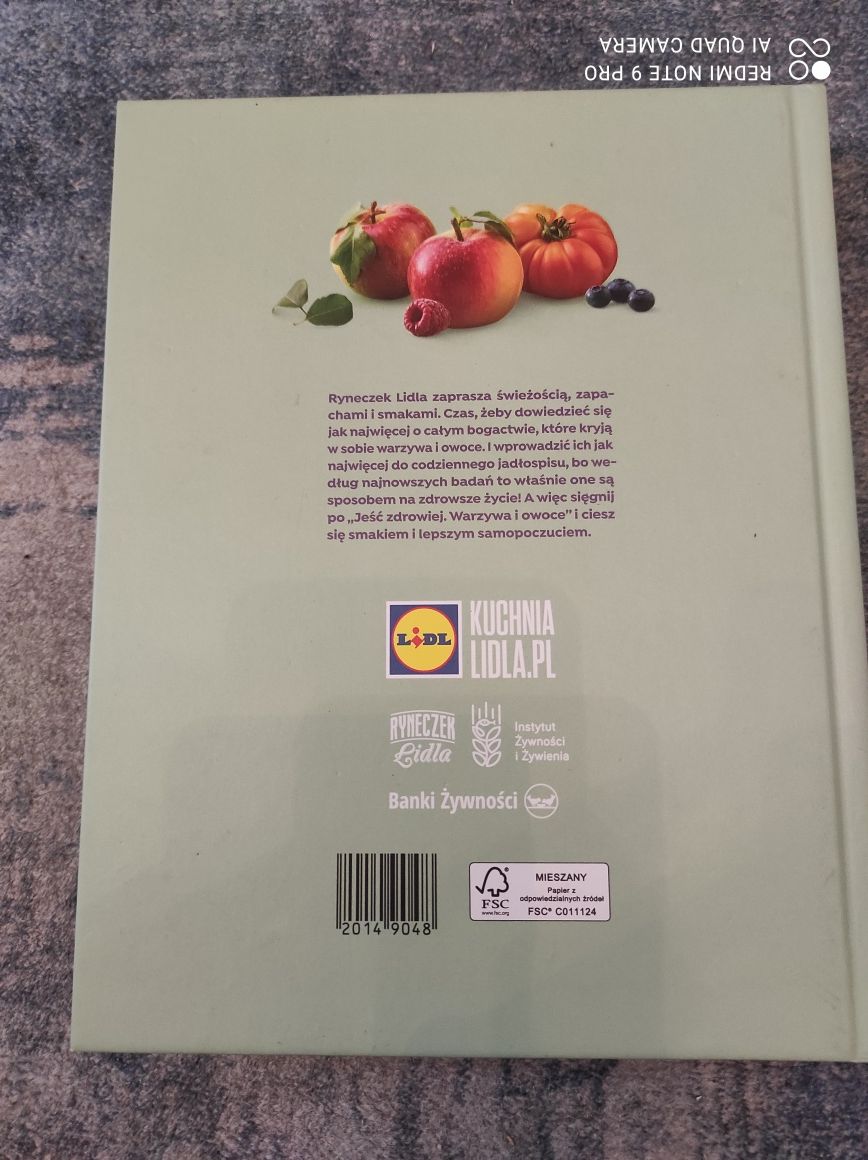 REDMI NOTE 9 PRO
AI QUAD CAMERA
Ryneczek Lidla zaprasza świeżością, zapa-
chami i smakami. Czas, żeby dowiedzieć się
jak najwięcej o całym bogactwie, które kryją
w sobie warzywa i owoce. I wprowadzić ich jak
najwięcej do codziennego jadłospisu, bo we-
dług najnowszych badań to właśnie one są
sposobem na zdrowsze życie! A więc sięgnij
po „Jeść zdrowiej. Warzywa i owoce” i ciesz
się smakiem i lepszym samopoczuciem.
LIDL
KUCHNIA
LIDLA.PL
RYNECZEK
Lidla
Instytut
Żywności
i Żywienia
Banki Żywności
2014 9048
FSC
www.fsc.org
MIESZANY
Papier z
odpowiedzialnych źródeł
FSC® C011124